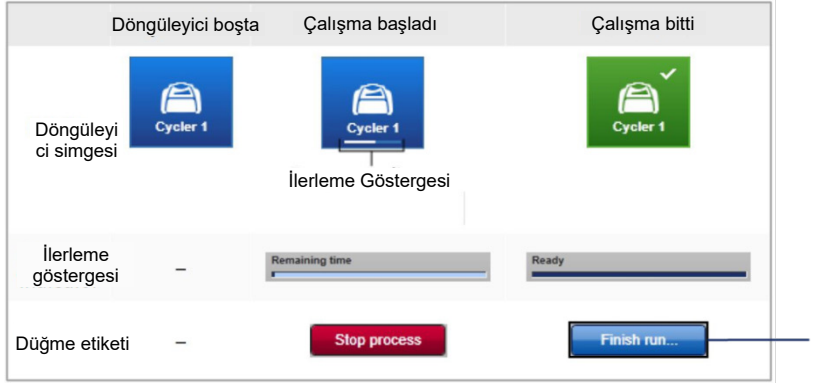 Döngüleyici boşta
Çalışma başladı
Çalışma bitti
Döngüleyi
ci simgesi
Cycler 1
Cycler 1
Cycler 1
İlerleme Göstergesi
İlerleme
göstergesi
–
Remaining time
Ready
Düğme etiketi
–
Stop process
Finish run...